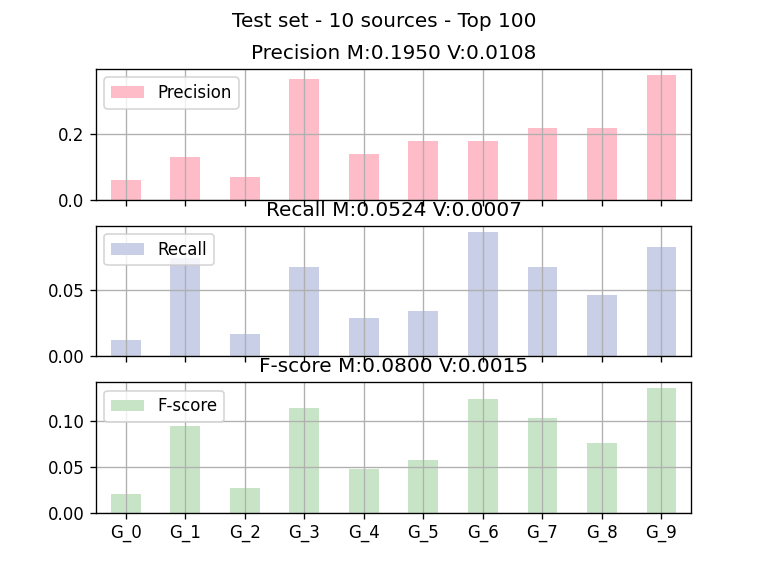 Test set - 10 sources - Top 100
Precision M:0.1950 V:0.0108
Precision
0.2
0.0
Recall M:0.0524 V:0.0007
Recall
0.05
0.00
F-score M:0.0800 V:0.0015
F-score
0.10
0.05
0.00
G_0 G_1 G_2 G_3 G_4 G_5 G_6 G_7 G_8 G_9